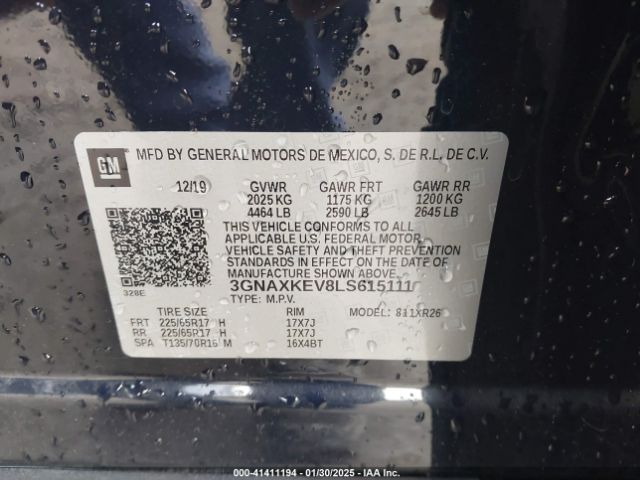 GM
MFD BY GENERAL MOTORS DE MEXICO, S. DE R.L. DE C.V.
12/19 GVWR GAWR FRT GAWR RR
2025 KG 1175 KG 1200 KG
4464 LB 2590 LB 2645 LB
THIS VEHICLE CONFORMS TO ALL
APPLICABLE U.S. FEDERAL MOTOR
VEHICLE SAFETY AND THEFT PREVENTION
STANDARDS IN EFFECT ON THE DATE OF
MANUFACTURE SHOWN ABOVE.
328E
3GNAXKEV8LS615111
TYPE: M.P.V.
TIRE SIZE RIM MODEL: 811XR26
FRT 225/65R17 H 17X7J
RR 225/65R17 H 17X7J
SPA T135/70R16 M 16X4BT
000-41411194 - 01/30/2025 - IAA Inc.